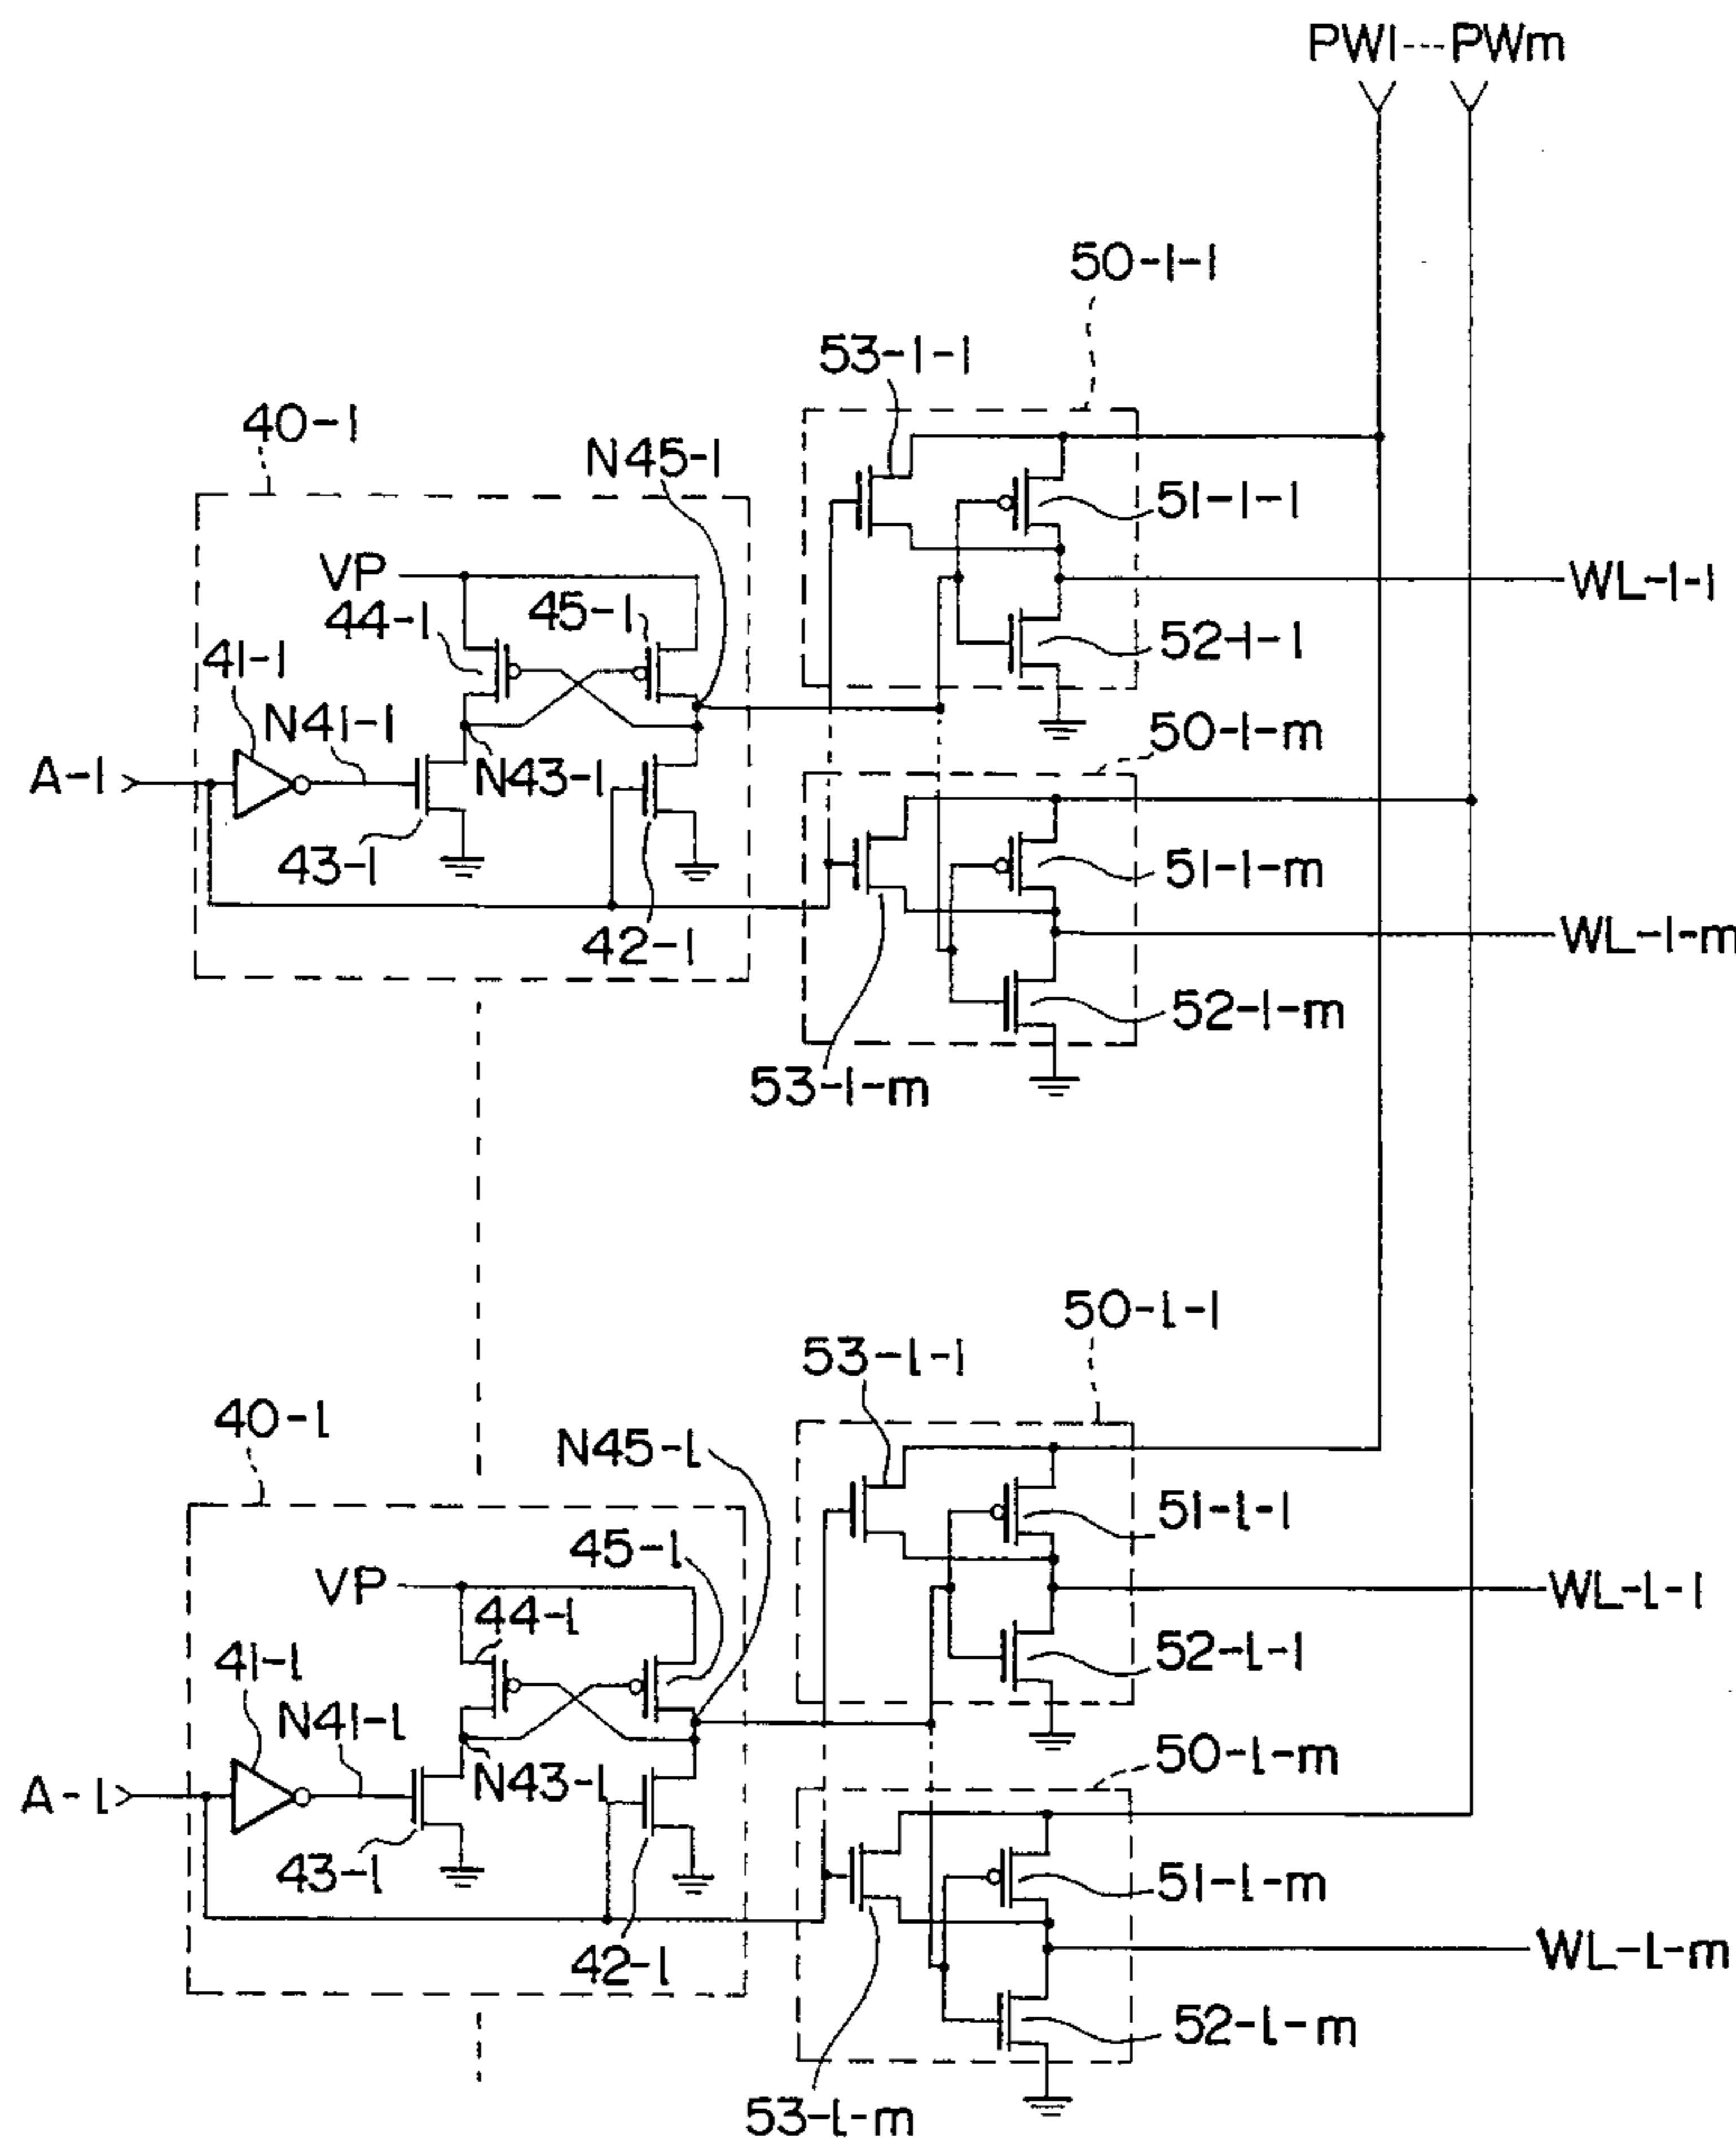 PW1---PWm
50-1-1
53-1-1
40-1
N45-1
51-1-1
VP
WL-1-1
44-1
45-1
52-1-1
41-1
N41-1
50-1-m
A-1
N43-1
43-1
51-1-m
42-1
WL-1-m
52-1-m
53-1-m
50-l-1
53-l-1
40-l
N45-l
51-l-1
45-l
VP
WL-l-1
44-l
41-l
52-l-1
N41-l
50-l-m
A-l
N43-l
43-l
51-l-m
42-l
WL-l-m
52-l-m
53-l-m